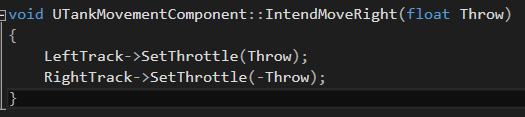 void UTankMovementComponent::IntendMoveRight(float Throw)
{
    LeftTrack->SetThrottle(Throw);
    RightTrack->SetThrottle(-Throw);
}